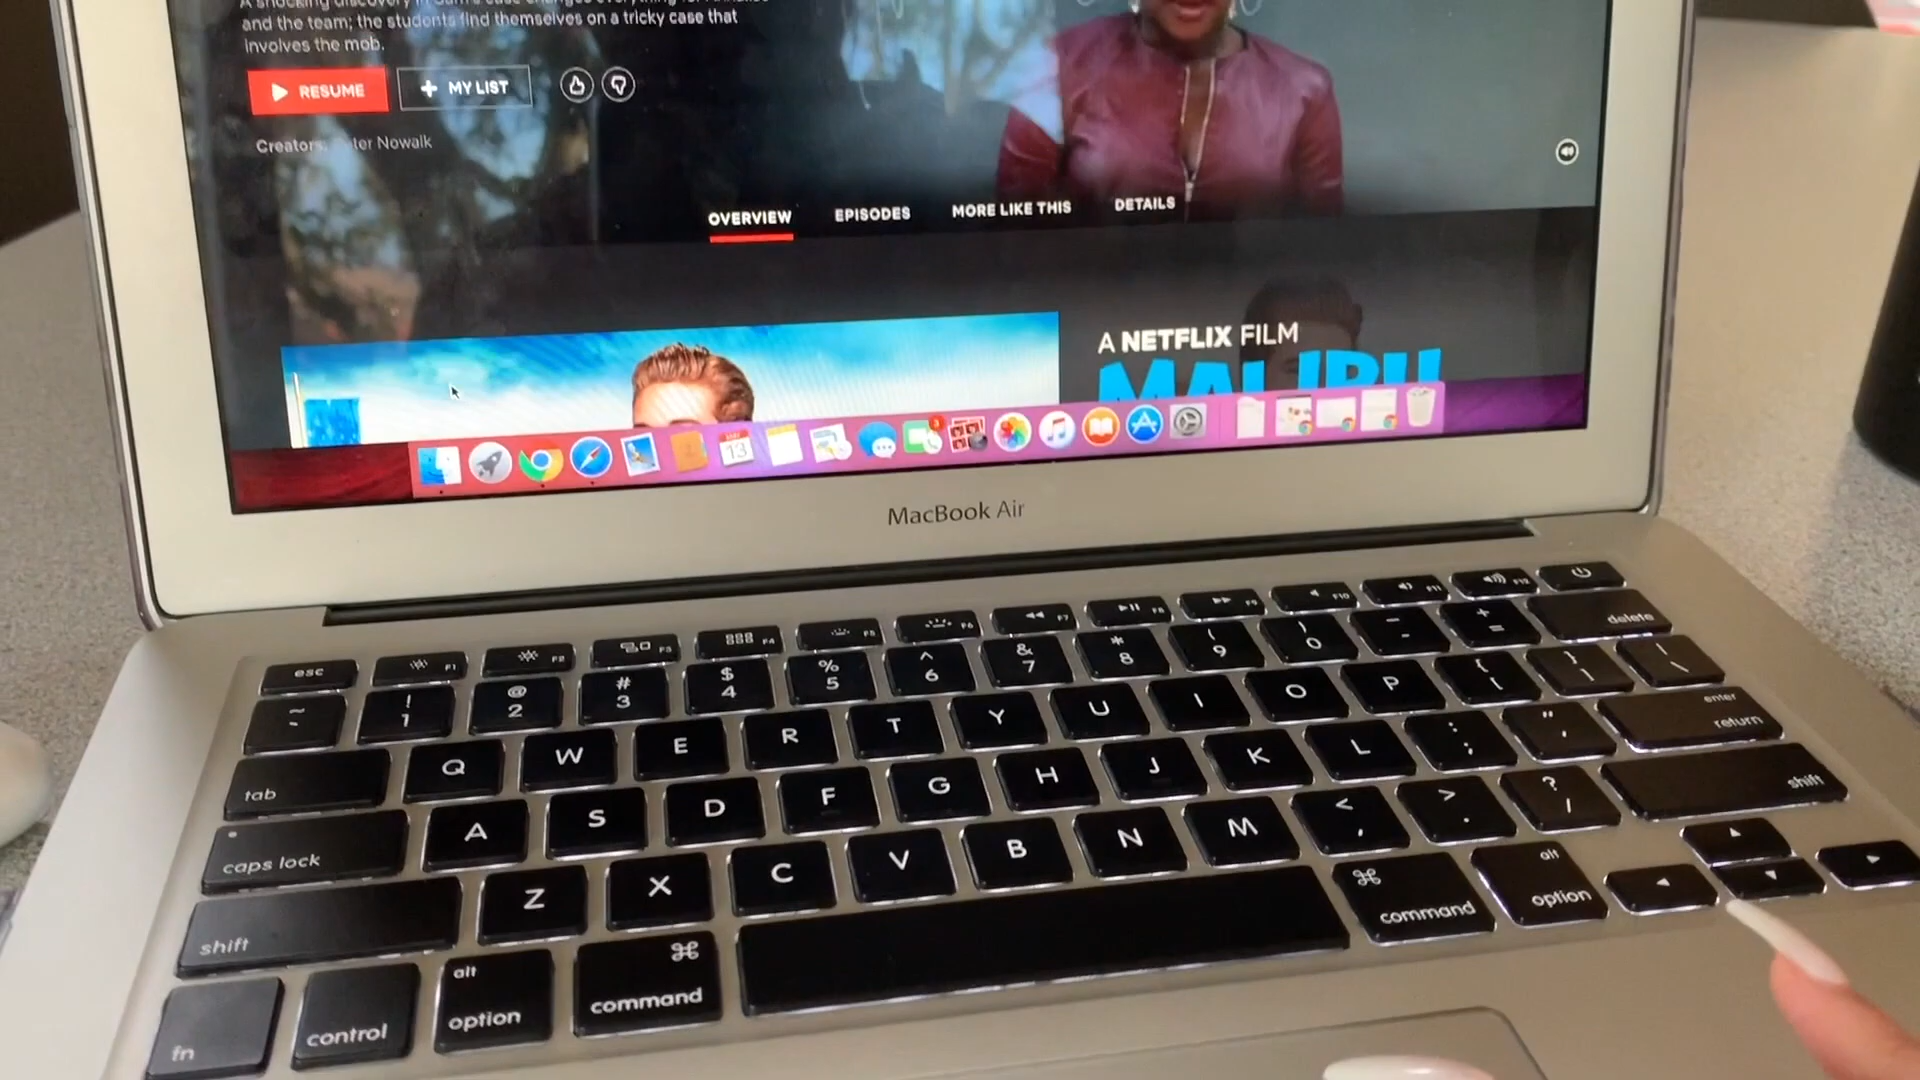 and the team; the students find themselves on a tricky case that
involves the mob.
RESUME
MY LIST
Creators: Nowalk
OVERVIEW EPISODES MORE LIKE THIS DETAILS
A NETFLIX FILM
MALIBU
13
3
MacBook Air
esc F1 F2 F3 F4 F5 F6 F7 F8 F9 F10 F11 F12
~ ! 1 @ 2 # 3 $ 4 % 5 ^ 6 & 7 * 8 ( 9 ) 0 - + = delete
tab Q W E R T Y U I O P { [ } ] | \
caps lock A S D F G H J K L : ; " ' enter return
shift Z X C V B N M < , > . ? / shift
fn control alt option ⌘ command ⌘ command alt option